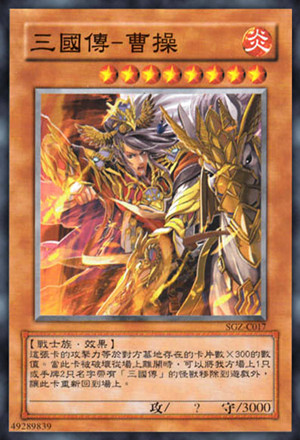 三國傳-曹操
炎
SGZ-C017
【戰士族·效果】
這張卡的攻擊力等於對方墓地存在的卡片數×300的數
值。當此卡被破壞從場上離開時，可以將我方場上1只
或手牌2只名字帶有「三國傳」的怪獸移除到遊戲外，
讓此卡重新回到場上。
攻/ ? 守/3000
49289839